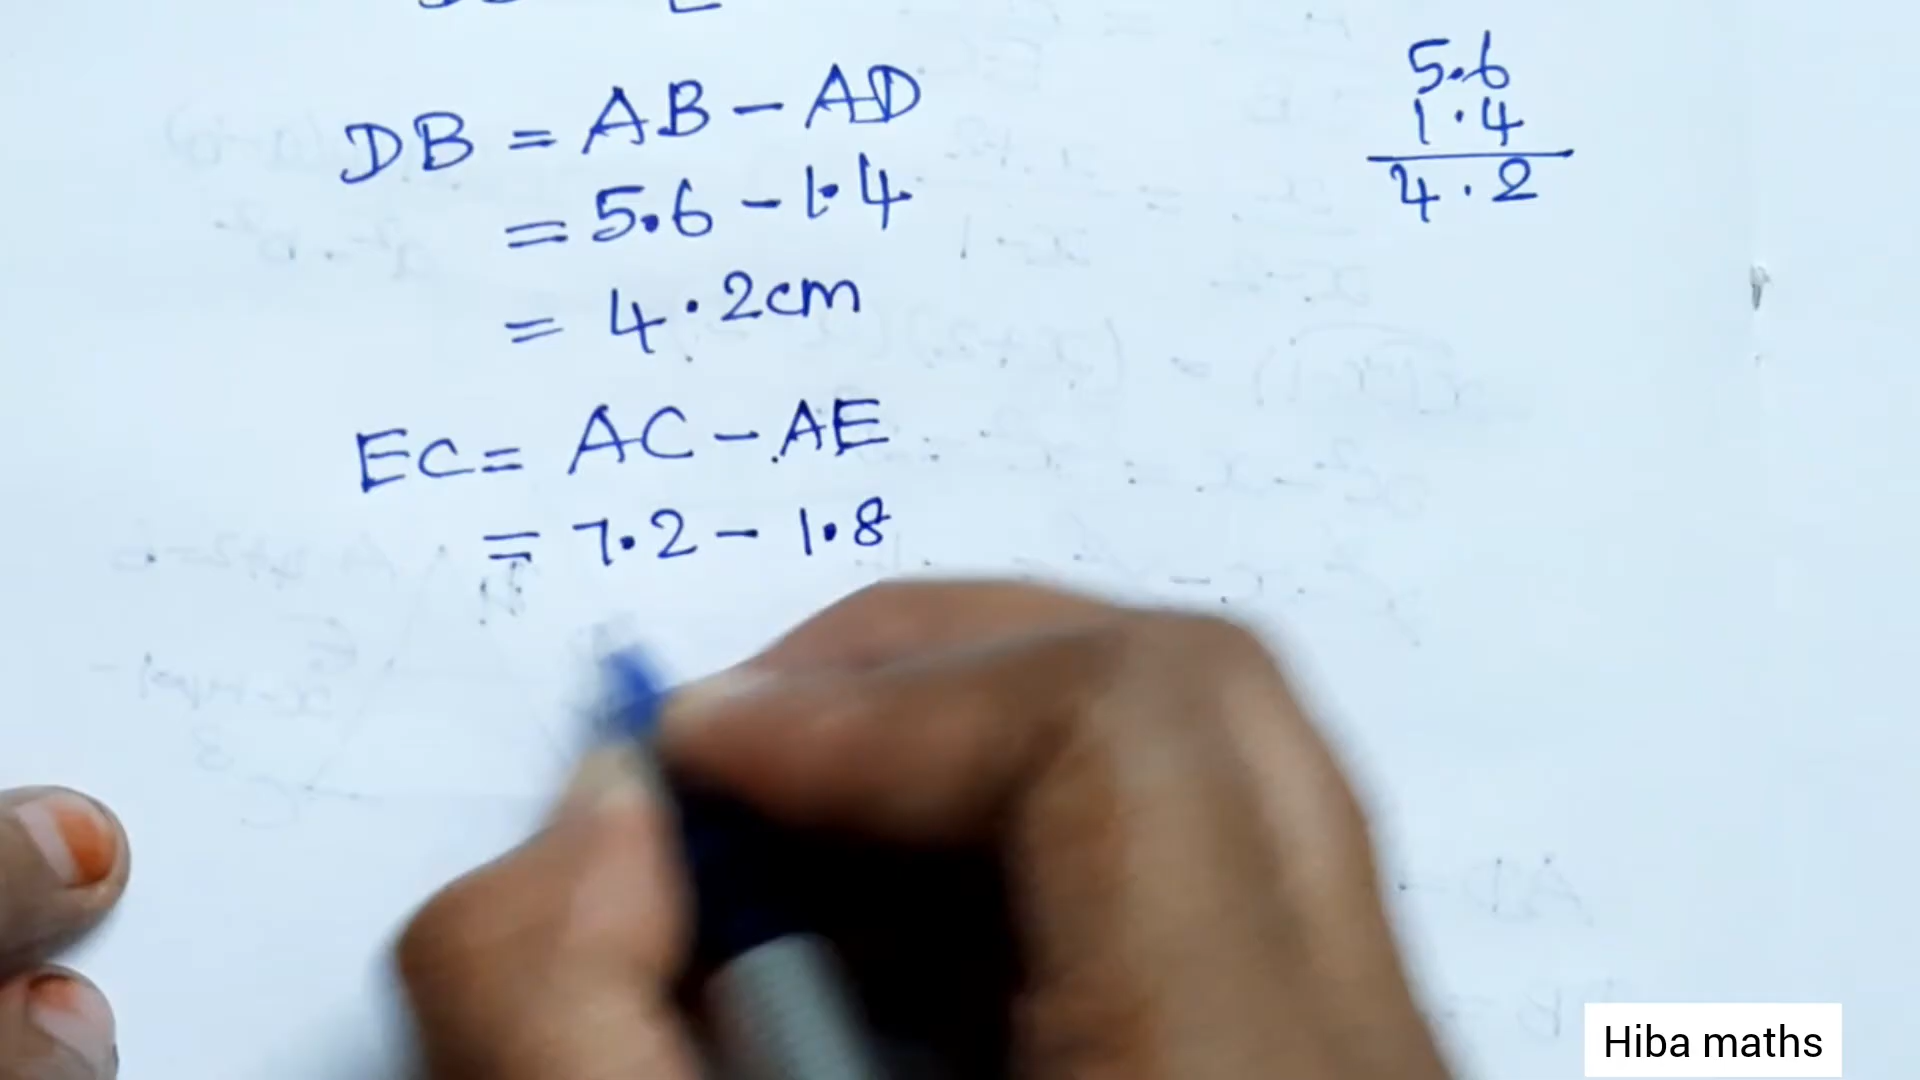 DB = AB - AD
= 5.6 - 1.4
= 4.2cm
EC = AC - AE
= 7.2 - 1.8
5.6
1.4
4.2
Hiba maths